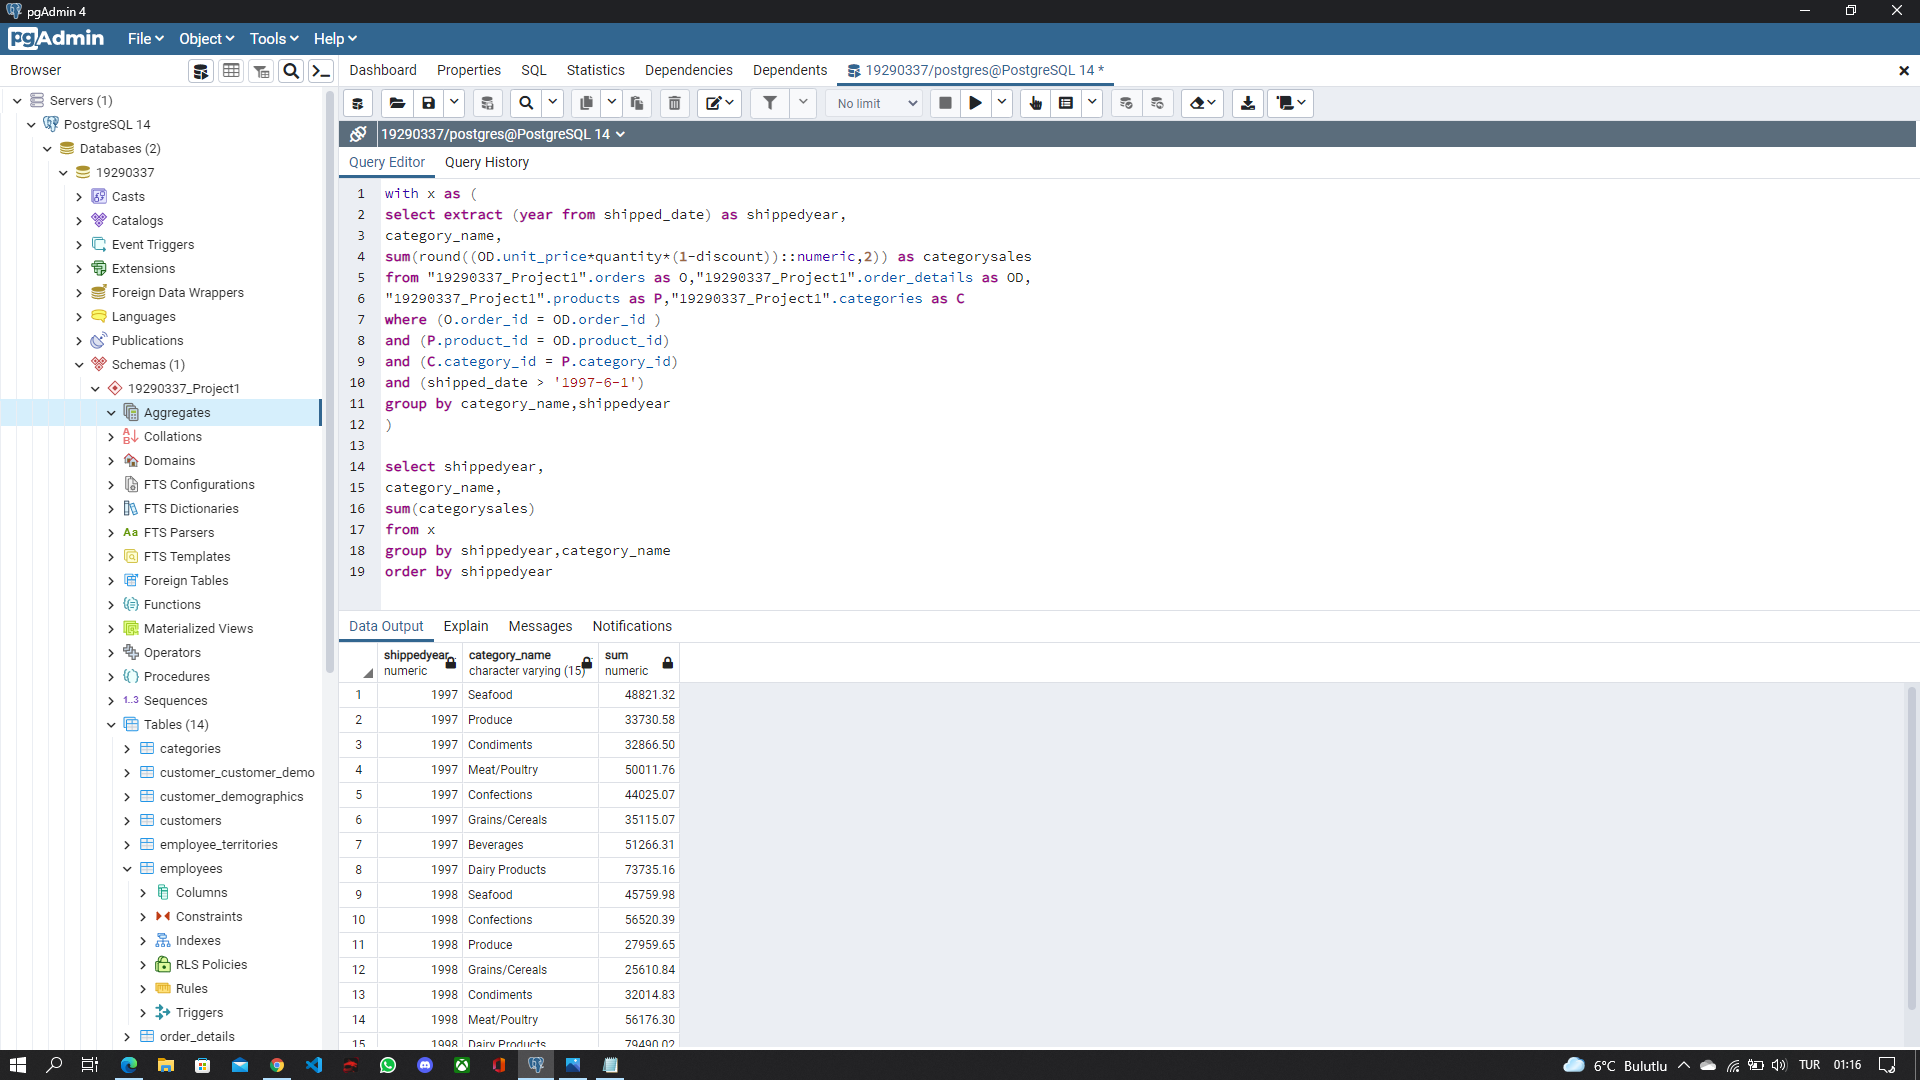 pgAdmin 4
pgAdmin File Object Tools Help
Browser
Dashboard Properties SQL Statistics Dependencies Dependents 19290337/postgres@PostgreSQL 14 *
No limit
19290337/postgres@PostgreSQL 14
Servers (1)
PostgreSQL 14
Databases (2)
19290337
Casts
Catalogs
Event Triggers
Extensions
Foreign Data Wrappers
Languages
Publications
Schemas (1)
19290337_Project1
Aggregates
Collations
Domains
FTS Configurations
FTS Dictionaries
Aa FTS Parsers
FTS Templates
Foreign Tables
Functions
Materialized Views
Operators
Procedures
1..3 Sequences
Tables (14)
categories
customer_customer_demo
customer_demographics
customers
employee_territories
employees
Columns
Constraints
Indexes
RLS Policies
Rules
Triggers
order_details
Query Editor Query History
1 with x as (
2 select extract (year from shipped_date) as shippedyear,
3 category_name,
4 sum(round((OD.unit_price*quantity*(1-discount))::numeric,2)) as categorysales
5 from "19290337_Project1".orders as O,"19290337_Project1".order_details as OD,
6 "19290337_Project1".products as P,"19290337_Project1".categories as C
7 where (O.order_id = OD.order_id )
8 and (P.product_id = OD.product_id)
9 and (C.category_id = P.category_id)
10 and (shipped_date > '1997-6-1')
11 group by category_name,shippedyear
12 )
13
14 select shippedyear,
15 category_name,
16 sum(categorysales)
17 from x
18 group by shippedyear,category_name
19 order by shippedyear
Data Output Explain Messages Notifications
shippedyear category_name sum
numeric character varying (15) numeric
1 1997 Seafood 48821.32
2 1997 Produce 33730.58
3 1997 Condiments 32866.50
4 1997 Meat/Poultry 50011.76
5 1997 Confections 44025.07
6 1997 Grains/Cereals 35115.07
7 1997 Beverages 51266.31
8 1997 Dairy Products 73735.16
9 1998 Seafood 45759.98
10 1998 Confections 56520.39
11 1998 Produce 27959.65
12 1998 Grains/Cereals 25610.84
13 1998 Condiments 32014.83
14 1998 Meat/Poultry 56176.30
15 1998 Dairy Products 79490.02
6°C Bulutlu TUR 01:16